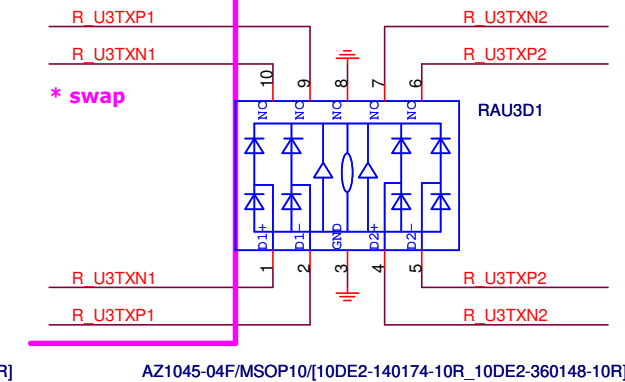 R_U3TXP1
R_U3TXN2
R_U3TXN1
R_U3TXP2
* swap
10
9
8
7
6
RAU3D1
NC
NC
NC
NC
NC
D1+
D1-
GND
D2+
D2-
1
2
3
4
5
R_U3TXN1
R_U3TXP2
R_U3TXP1
R_U3TXN2
R]
AZ1045-04F/MSOP10/[10DE2-140174-10R_10DE2-360148-10R]